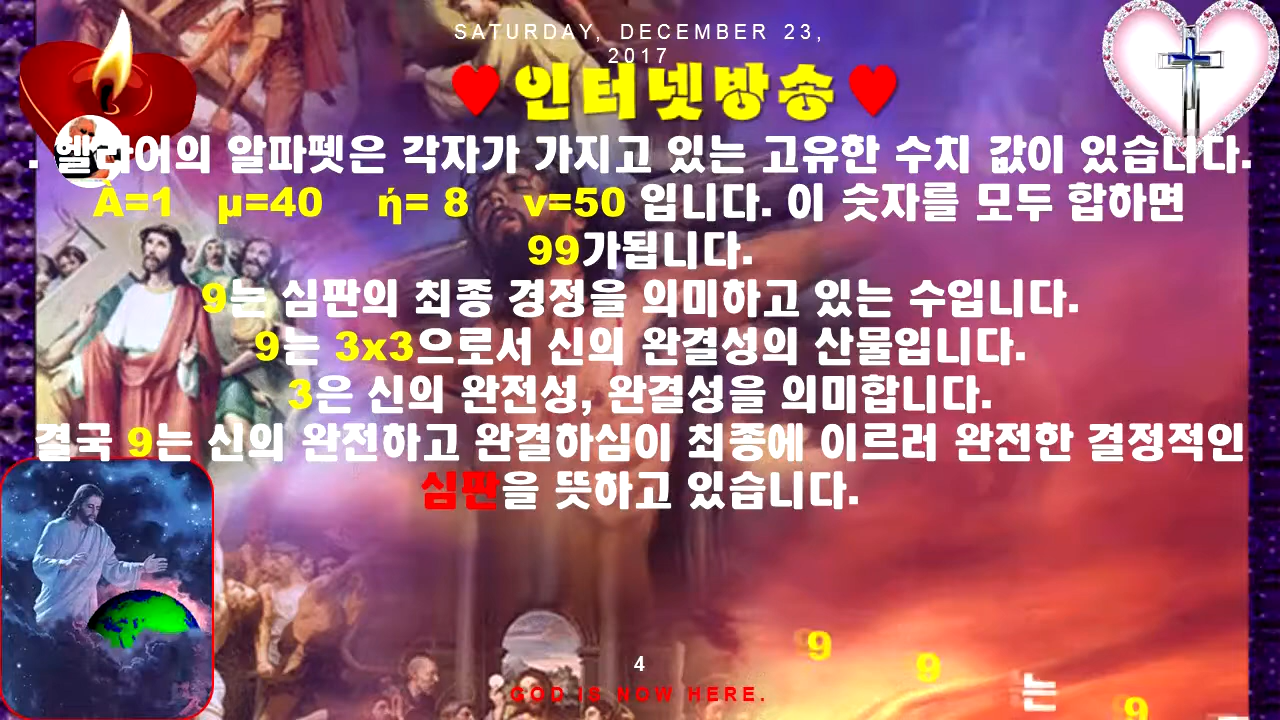 SATURDAY, DECEMBER 23,
2017
♥인터넷방송♥
. 헬라어의 알파펫은 각자가 가지고 있는 고유한 수치 값이 있습니다.
À=1 μ=40 ή= 8 ν=50 입니다. 이 숫자를 모두 합하면
99가됩니다.
9는 심판의 최종 경정을 의미하고 있는 수입니다.
9는 3x3으로서 신의 완결성의 산물입니다.
3은 신의 완전성, 완결성을 의미합니다.
결국 9는 신의 완전하고 완결하심이 최종에 이르러 완전한 결정적인
심판을 뜻하고 있습니다.
9
9
는
9
4
GOD IS NOW HERE.